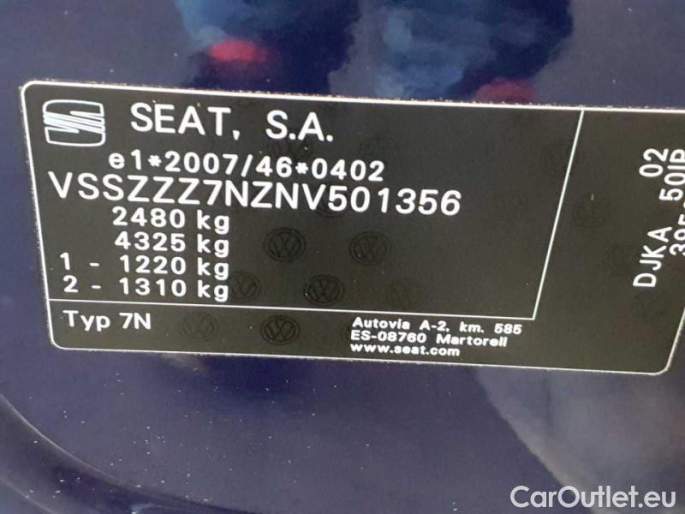 SEAT, S.A.
e1*2007/46*0402
VSSZZZ7NZNV501356
2480 kg
4325 kg
1 - 1220 kg
2 - 1310 kg
Typ 7N
Autovia A-2, km. 585
ES-08760 Martorell
www.seat.com
02
DJKA
CarOutlet.eu